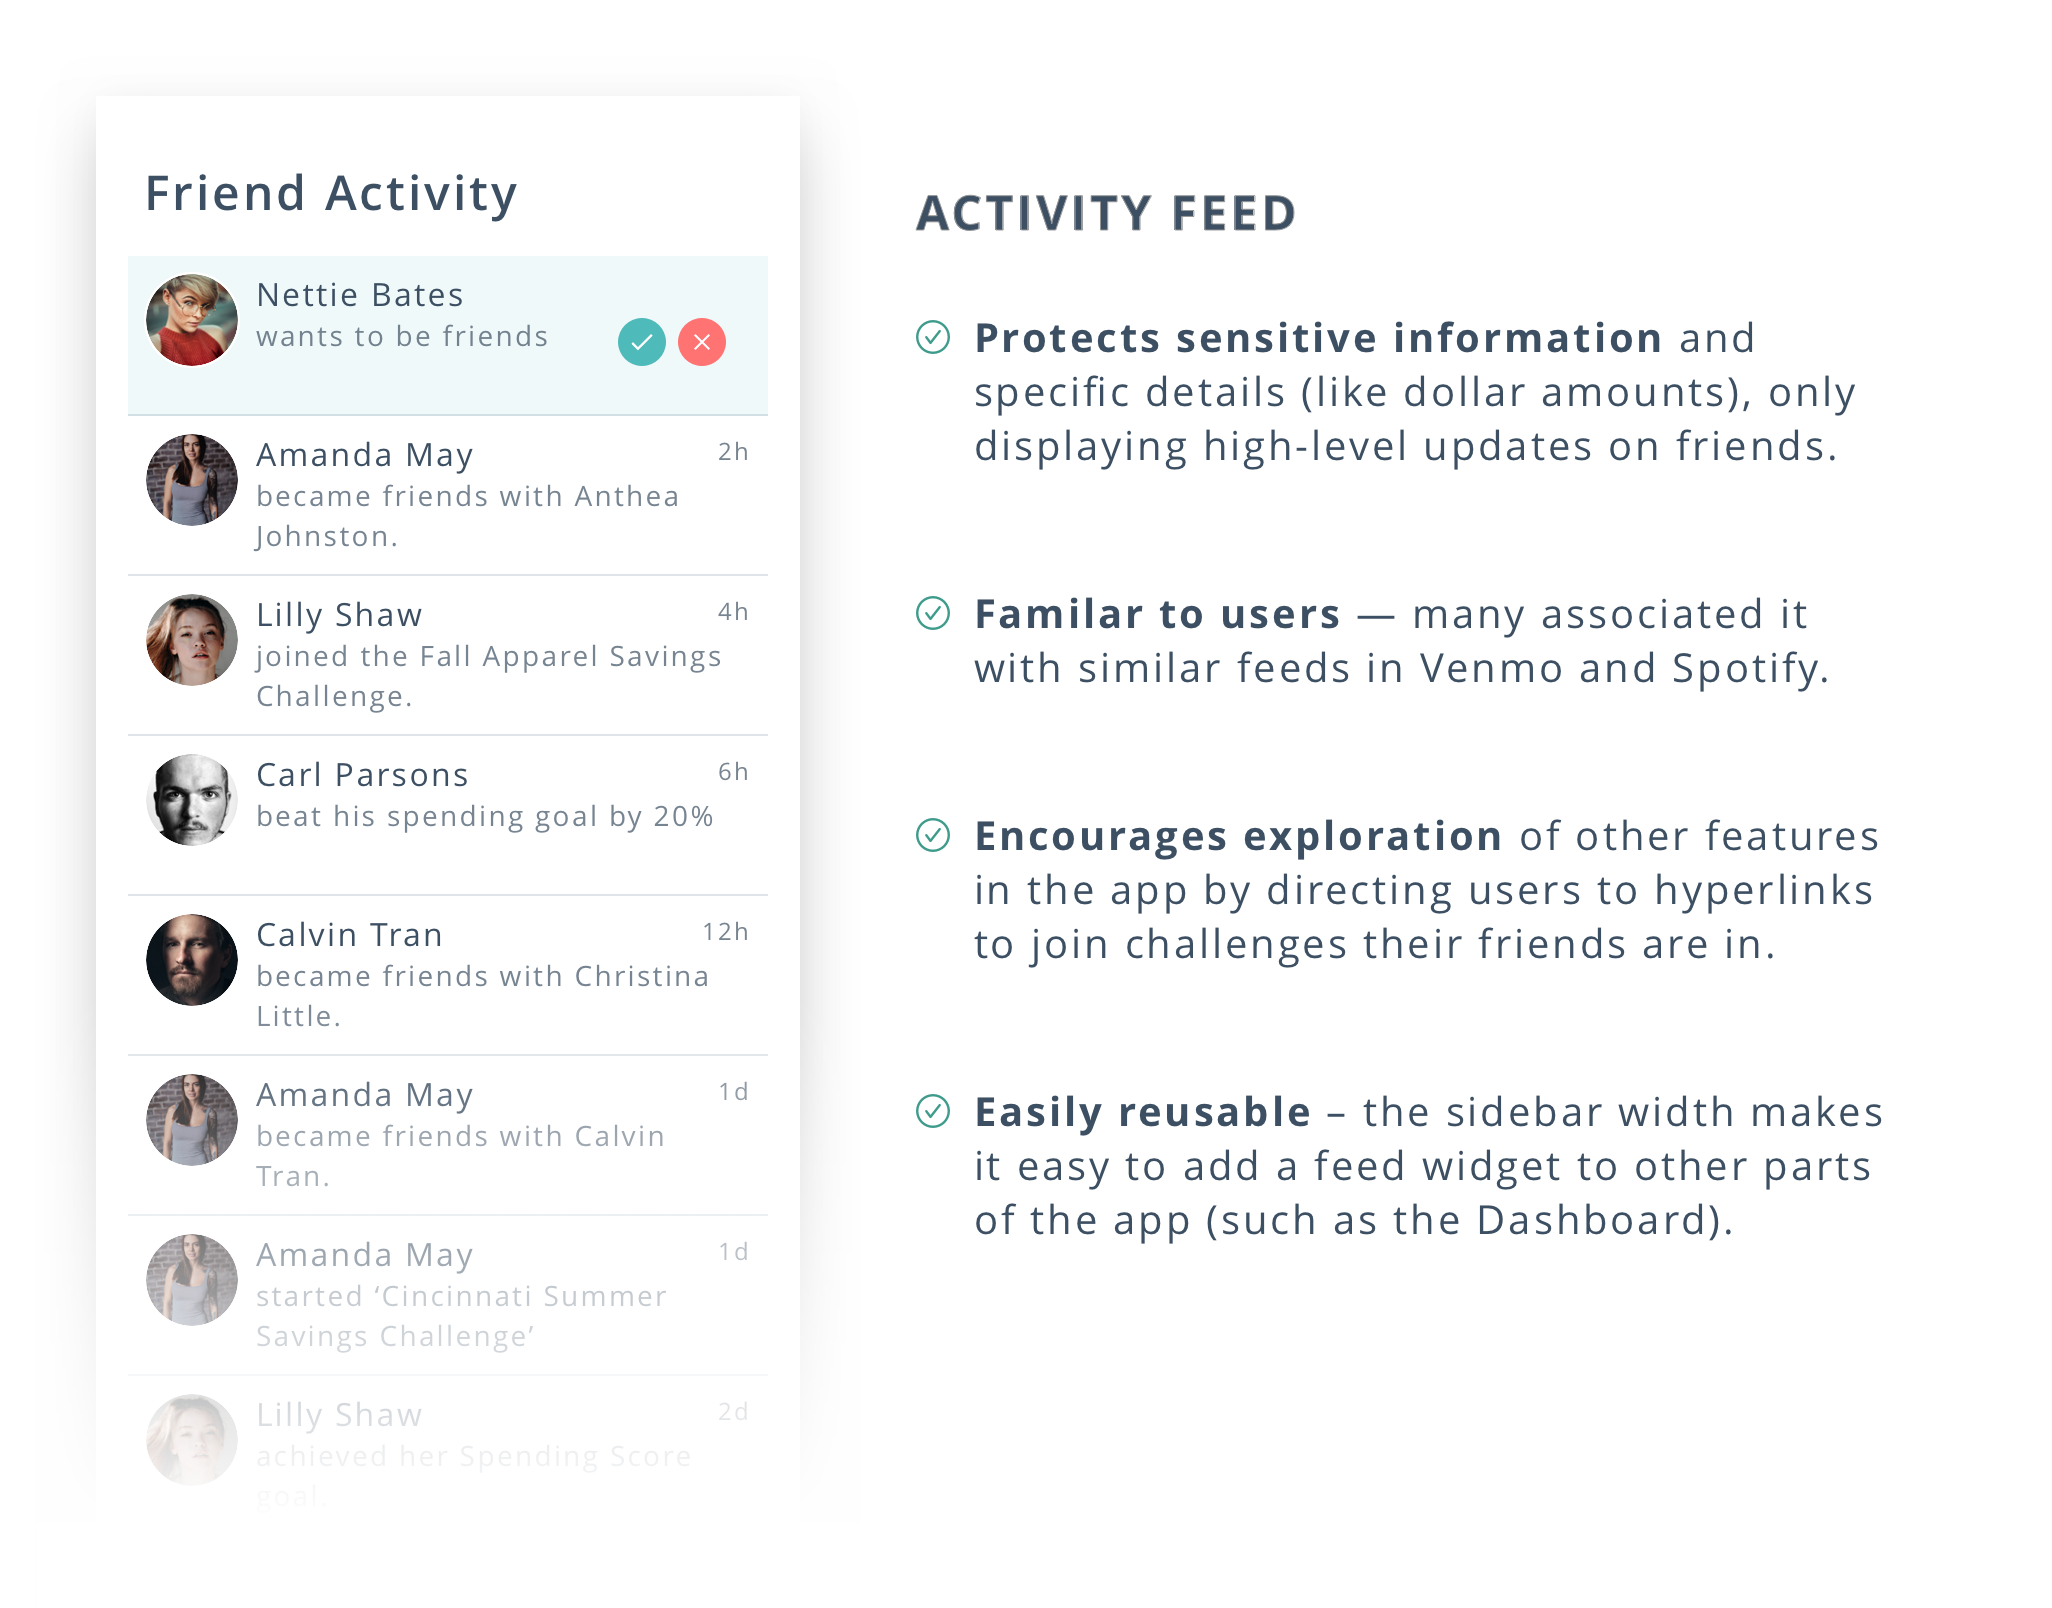 Friend Activity
Nettie Bates
wants to be friends
Amanda May
2h
became friends with Anthea
Johnston.
Lilly Shaw
4h
joined the Fall Apparel Savings
Challenge.
Carl Parsons
6h
beat his spending goal by 20%
Calvin Tran
12h
became friends with Christina
Little.
Amanda May
1d
became friends with Calvin
Tran.
Amanda May
1d
started ‘Cincinnati Summer
Savings Challenge’
Lilly Shaw
2d
achieved her Spending Score
goal.
ACTIVITY FEED
Protects sensitive information and
specific details (like dollar amounts), only
displaying high-level updates on friends.
Familar to users — many associated it
with similar feeds in Venmo and Spotify.
Encourages exploration of other features
in the app by directing users to hyperlinks
to join challenges their friends are in.
Easily reusable – the sidebar width makes
it easy to add a feed widget to other parts
of the app (such as the Dashboard).